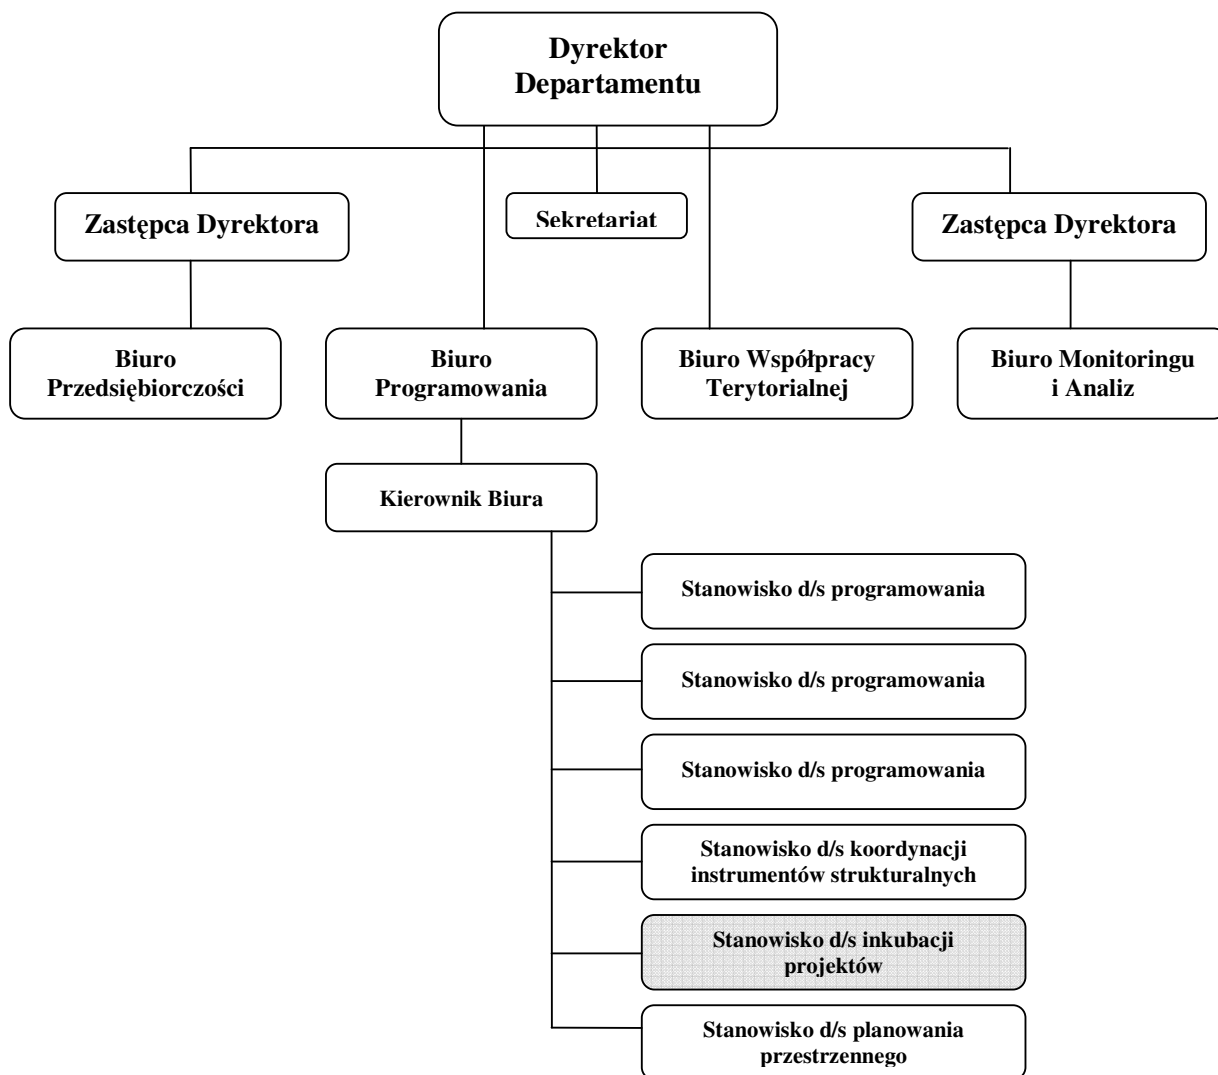 Dyrektor
Departamentu
Zastępca Dyrektora
Sekretariat
Zastępca Dyrektora
Biuro
Przedsiębiorczości
Biuro
Programowania
Biuro Współpracy
Terytorialnej
Biuro Monitoringu
i Analiz
Kierownik Biura
Stanowisko d/s programowania
Stanowisko d/s programowania
Stanowisko d/s programowania
Stanowisko d/s koordynacji
instrumentów strukturalnych
Stanowisko d/s inkubacji
projektów
Stanowisko d/s planowania
przestrzennego